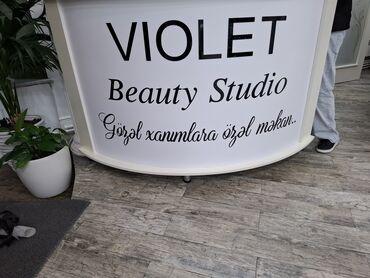 VIOLET
Beauty Studio
Gözəl xanımlara özəl məkan..